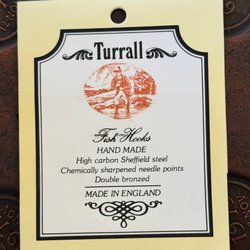 Turrall
Fish Hooks
HAND MADE
High carbon Sheffield steel
Chemically sharpened needle points
Double bronzed
MADE IN ENGLAND